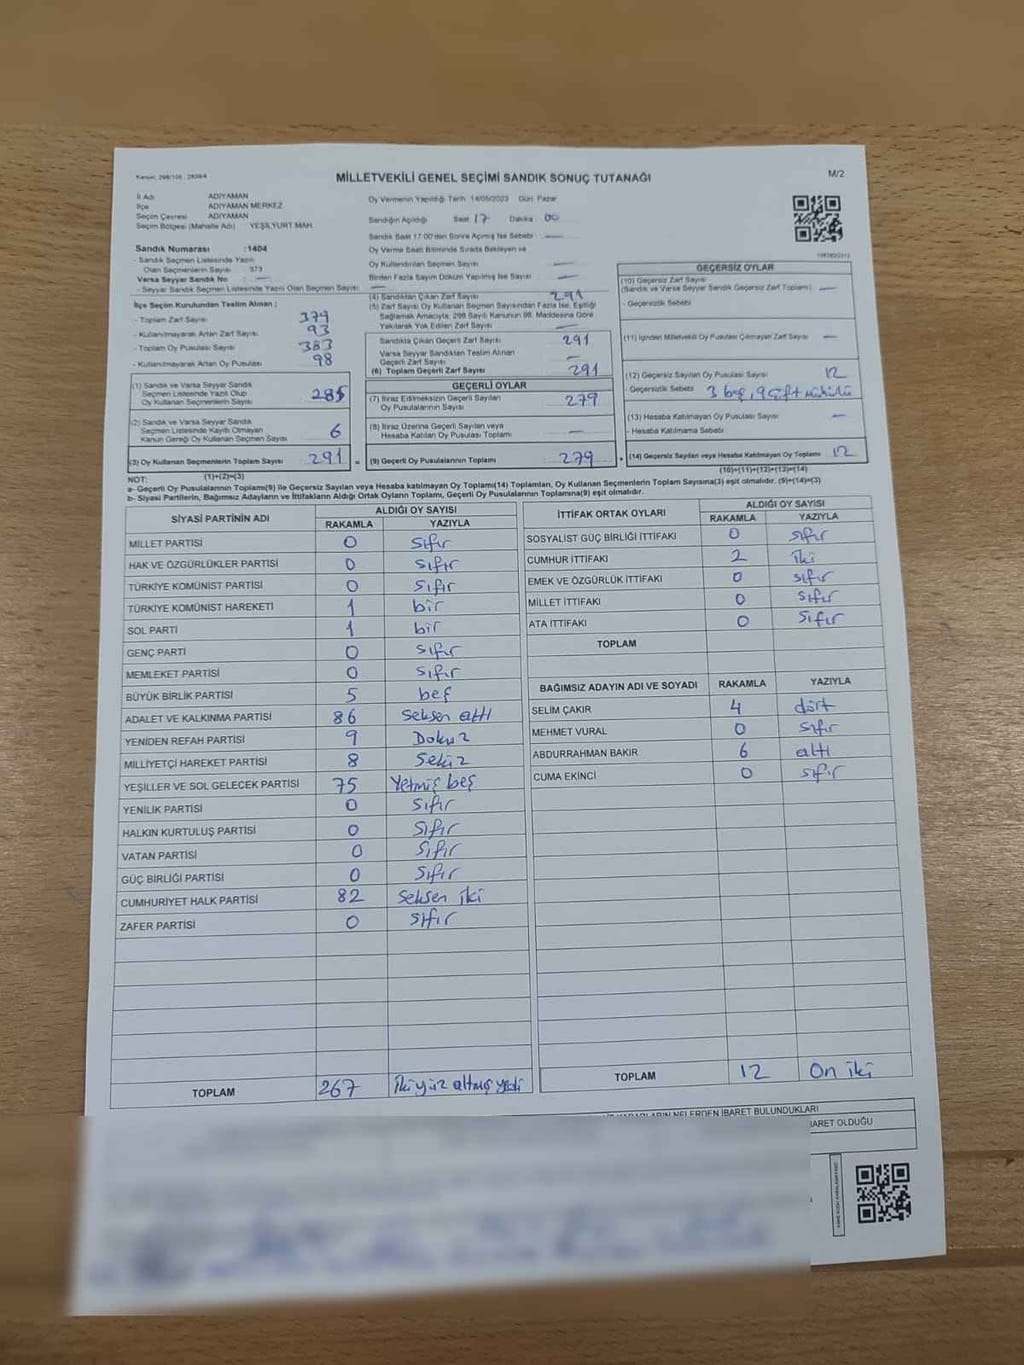 Kanun: 298/105 , 2839/4
MİLLETVEKİLİ GENEL SEÇİMİ SANDIK SONUÇ TUTANAĞI
M/2
İl Adı ADIYAMAN
İlçe ADIYAMAN MERKEZ
Seçim Çevresi ADIYAMAN
Seçim Bölgesi (Mahalle Adı) YEŞİLYURT MAH.
Sandık Numarası : 1404
- Sandık Seçmen Listesinde Yazılı
Olan Seçmenlerin Sayısı 373
Varsa Seyyar Sandık No : —
- Seyyar Sandık Seçmen Listesinde Yazılı Olan Seçmen Sayısı —
İlçe Seçim Kurulundan Teslim Alınan ;
- Toplam Zarf Sayısı 379
- Kullanılmayarak Artan Zarf Sayısı 93
- Toplam Oy Pusulası Sayısı 383
- Kullanılmayarak Artan Oy Pusulası 98
(1) Sandık ve Varsa Seyyar Sandık
Seçmen Listesinde Yazılı Olup
Oy Kullanan Seçmenlerin Sayısı 285
(2) Sandık ve Varsa Seyyar Sandık
Seçmen Listesinde Kayıtlı Olmayan
Kanun Gereği Oy Kullanan Seçmen Sayısı 6
(3) Oy Kullanan Seçmenlerin Toplam Sayısı 291 =
Oy Vermenin Yapıldığı Tarih 14/05/2023 Gün Pazar
Sandığın Açıldığı Saat 17 Dakika 00
Sandık Saat 17.00'den Sonra Açılmış İse Sebebi —
Oy Verme Saati Bitiminde Sırada Bekleyen ve
Oy Kullandırılan Seçmen Sayısı —
Birden Fazla Sayım Döküm Yapılmış İse Sayısı —
(4) Sandıktan Çıkan Zarf Sayısı 291
(5) Zarf Sayısı Oy Kullanan Seçmen Sayısından Fazla İse, Eşitliği
Sağlamak Amacıyla; 298 Sayılı Kanunun 98. Maddesine Göre
Yakılarak Yok Edilen Zarf Sayısı —
Sandıkta Çıkan Geçerli Zarf Sayısı 291
Varsa Seyyar Sandıktan Teslim Alınan
Geçerli Zarf Sayısı —
(6) Toplam Geçerli Zarf Sayısı 291
GEÇERLİ OYLAR
(7) İtiraz Edilmeksizin Geçerli Sayılan
Oy Pusulalarının Sayısı 279
(8) İtiraz Üzerine Geçerli Sayılan veya
Hesaba Katılan Oy Pusulası Toplamı —
(9) Geçerli Oy Pusulalarının Toplamı 279 +
GEÇERSİZ OYLAR
(10) Geçersiz Zarf Sayısı
(Sandık ve Varsa Seyyar Sandık Geçersiz Zarf Toplamı) —
- Geçersizlik Sebebi
(11) İçinden Milletvekili Oy Pusulası Çıkmayan Zarf Sayısı —
(12) Geçersiz Sayılan Oy Pusulası Sayısı 12
- Geçersizlik Sebebi 3 boş, 9 çift mühürlü
(13) Hesaba Katılmayan Oy Pusulası Sayısı —
- Hesaba Katılmama Sebebi
(14) Geçersiz Sayılan veya Hesaba Katılmayan Oy Toplamı 12
NOT: (1)+(2)=(3) (10)+(11)+(12)+(13)=(14)
a- Geçerli Oy Pusulalarının Toplamı(9) ile Geçersiz Sayılan veya Hesaba katılmayan Oy Toplamı(14) Toplamları, Oy Kullanan Seçmenlerin Toplam Sayısına(3) eşit olmalıdır. (9)+(14)=(3)
b- Siyasi Partilerin, Bağımsız Adayların ve İttifakların Aldığı Ortak Oyların Toplamı, Geçerli Oy Pusulalarının Toplamına(9) eşit olmalıdır.
SİYASİ PARTİNİN ADI ALDIĞI OY SAYISI
RAKAMLA YAZIYLA
MİLLET PARTİSİ 0 sıfır
HAK VE ÖZGÜRLÜKLER PARTİSİ 0 sıfır
TÜRKİYE KOMÜNİST PARTİSİ 0 sıfır
TÜRKİYE KOMÜNİST HAREKETİ 1 bir
SOL PARTİ 1 bir
GENÇ PARTİ 0 sıfır
MEMLEKET PARTİSİ 0 sıfır
BÜYÜK BİRLİK PARTİSİ 5 beş
ADALET VE KALKINMA PARTİSİ 86 seksen altı
YENİDEN REFAH PARTİSİ 9 Dokuz
MİLLİYETÇİ HAREKET PARTİSİ 8 Sekiz
YEŞİLLER VE SOL GELECEK PARTİSİ 75 Yetmiş beş
YENİLİK PARTİSİ 0 sıfır
HALKIN KURTULUŞ PARTİSİ 0 sıfır
VATAN PARTİSİ 0 sıfır
GÜÇ BİRLİĞİ PARTİSİ 0 sıfır
CUMHURİYET HALK PARTİSİ 82 seksen iki
ZAFER PARTİSİ 0 sıfır
TOPLAM 267 iki yüz altmış yedi
İTTİFAK ORTAK OYLARI ALDIĞI OY SAYISI
RAKAMLA YAZIYLA
SOSYALİST GÜÇ BİRLİĞİ İTTİFAKI 0 sıfır
CUMHUR İTTİFAKI 2 iki
EMEK VE ÖZGÜRLÜK İTTİFAKI 0 sıfır
MİLLET İTTİFAKI 0 sıfır
ATA İTTİFAKI 0 sıfır
TOPLAM
BAĞIMSIZ ADAYIN ADI VE SOYADI RAKAMLA YAZIYLA
SELİM ÇAKIR 4 dört
MEHMET VURAL 0 sıfır
ABDURRAHMAN BAKIR 6 altı
CUMA EKİNCİ 0 sıfır
TOPLAM 12 On iki
NELERDEN İBARET BULUNDUKLARI
İBARET OLDUĞU